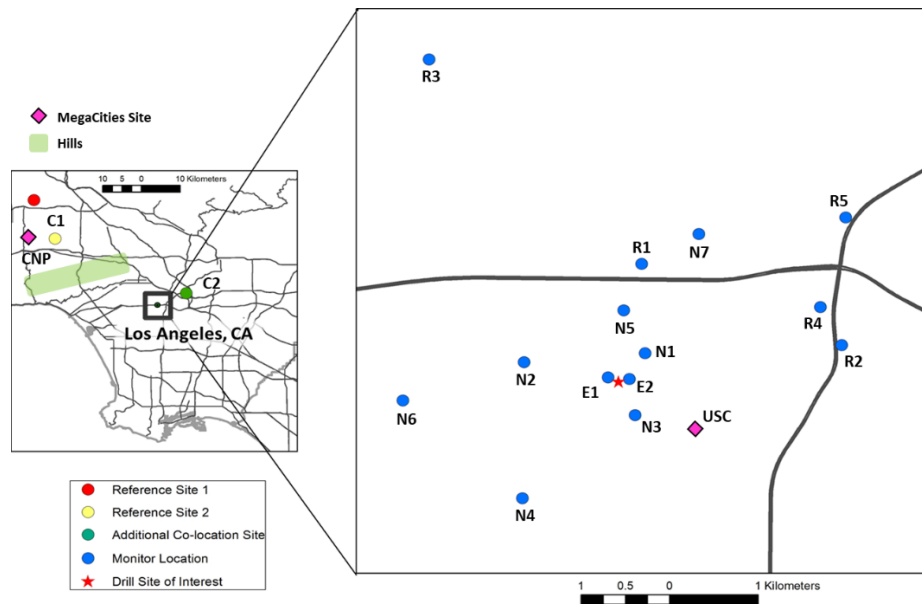 MegaCities Site
Hills
10 5 0 10 Kilometers
C1
CNP
C2
Los Angeles, CA
Reference Site 1
Reference Site 2
Additional Co-location Site
Monitor Location
Drill Site of Interest
R3
R5
N7
R1
R4
N5
N1
R2
N2
E1
E2
N6
USC
N3
N4
1 0.5 0 1 Kilometers